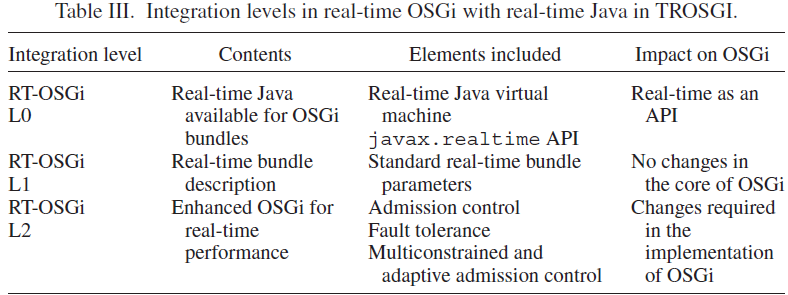 Table III. Integration levels in real-time OSGi with real-time Java in TROSGI.
Integration level Contents Elements included Impact on OSGi
RT-OSGi Real-time Java Real-time Java virtual Real-time as an
L0 available for OSGi machine API
bundles javax.realtime API
RT-OSGi Real-time bundle Standard real-time bundle No changes in
L1 description parameters the core of OSGi
RT-OSGi Enhanced OSGi for Admission control Changes required
L2 real-time Fault tolerance in the
performance Multiconstrained and implementation
adaptive admission control of OSGi